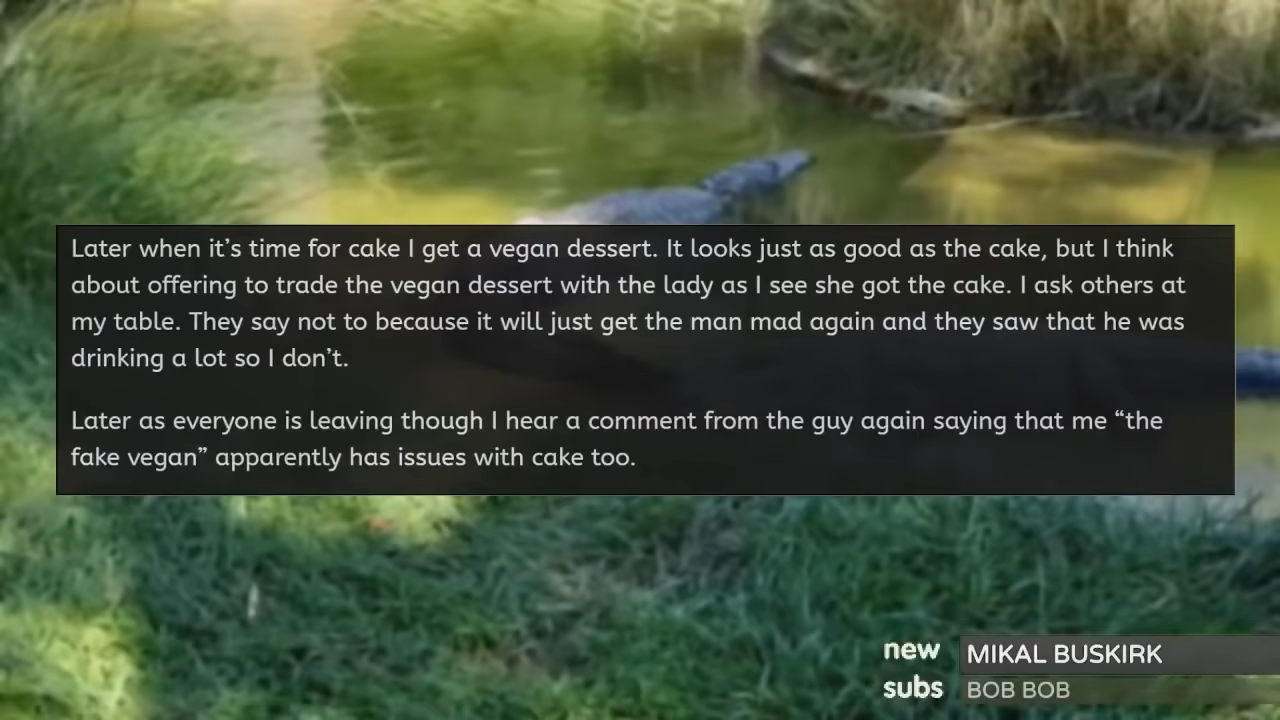 Later when it’s time for cake I get a vegan dessert. It looks just as good as the cake, but I think
about offering to trade the vegan dessert with the lady as I see she got the cake. I ask others at
my table. They say not to because it will just get the man mad again and they saw that he was
drinking a lot so I don’t.
Later as everyone is leaving though I hear a comment from the guy again saying that me “the
fake vegan” apparently has issues with cake too.
new MIKAL BUSKIRK
subs BOB BOB